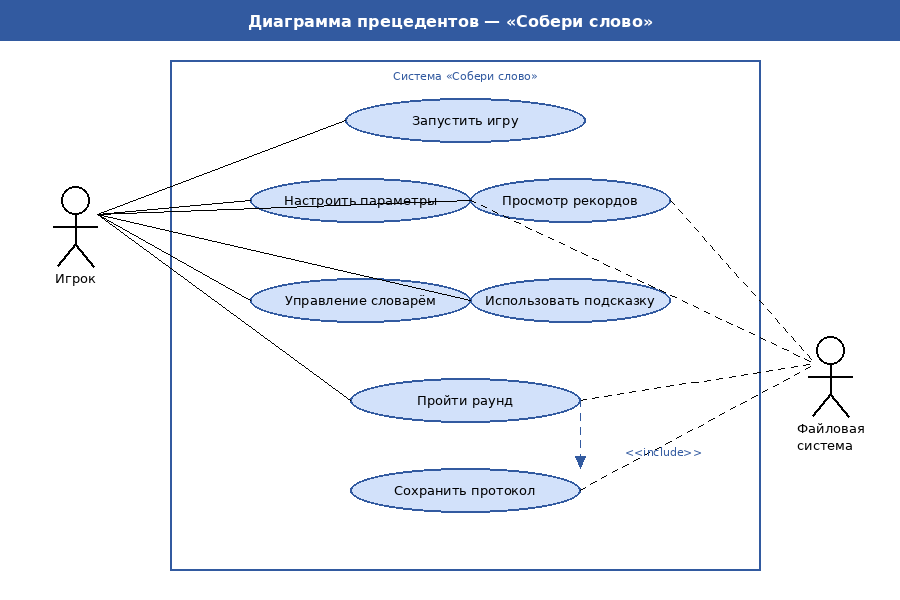 Диаграмма прецедентов — «Собери слово»
Система «Собери слово»
Запустить игру
Настроить параметры
Просмотр рекордов
Игрок
Управление словарём
Использовать подсказку
Пройти раунд
Файловая
система
<<include>>
Сохранить протокол